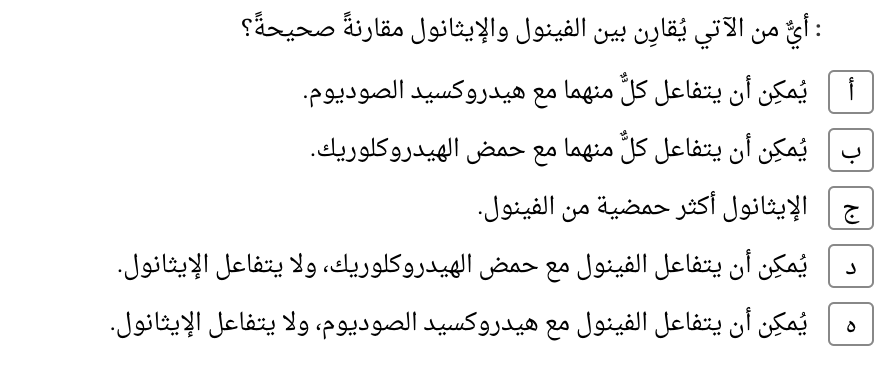 : أيٌّ من الآتي يُقارِن بين الفينول والإيثانول مقارنةً صحيحةً؟
أ يُمكِن أن يتفاعل كلٌّ منهما مع هيدروكسيد الصوديوم.
ب يُمكِن أن يتفاعل كلٌّ منهما مع حمض الهيدروكلوريك.
ج الإيثانول أكثر حمضية من الفينول.
د يُمكِن أن يتفاعل الفينول مع حمض الهيدروكلوريك، ولا يتفاعل الإيثانول.
ه يُمكِن أن يتفاعل الفينول مع هيدروكسيد الصوديوم، ولا يتفاعل الإيثانول.